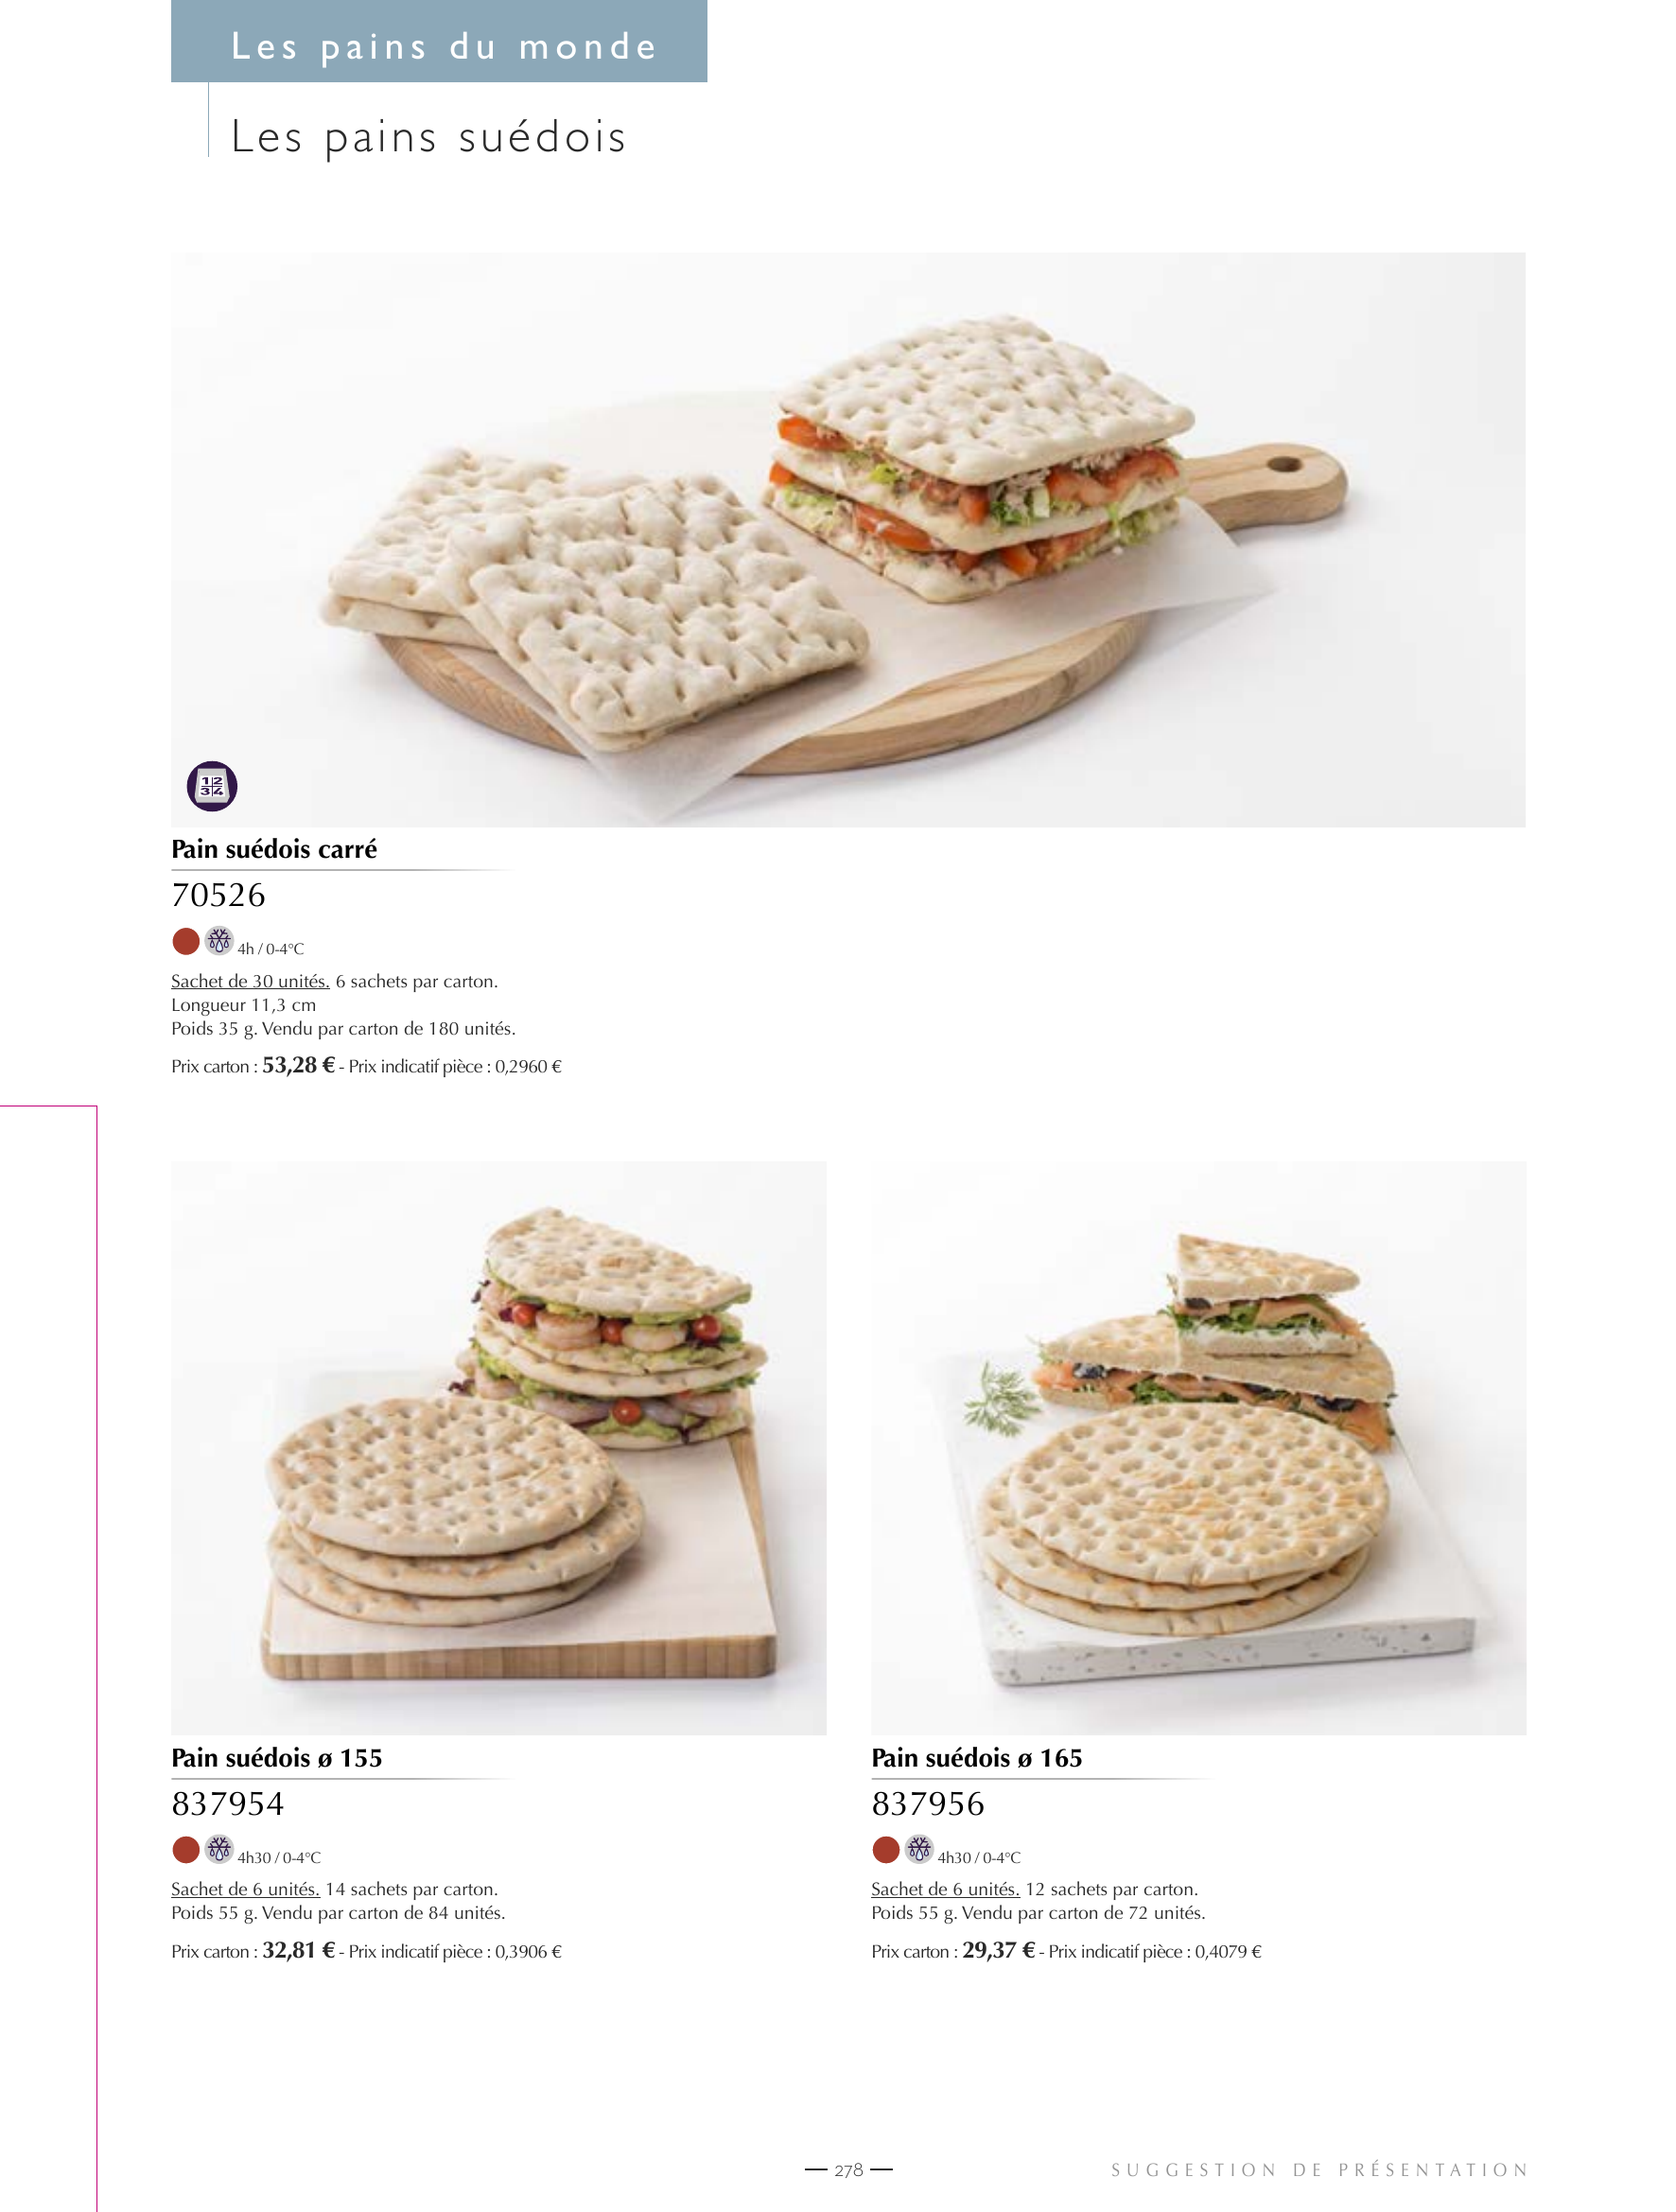 Les pains du monde
Les pains suédois
1 2
3 4
Pain suédois carré
70526
4h / 0-4°C
Sachet de 30 unités. 6 sachets par carton.
Longueur 11,3 cm
Poids 35 g. Vendu par carton de 180 unités.
Prix carton : 53,28 € - Prix indicatif pièce : 0,2960 €
Pain suédois ø 155
837954
4h30 / 0-4°C
Sachet de 6 unités. 14 sachets par carton.
Poids 55 g. Vendu par carton de 84 unités.
Prix carton : 32,81 € - Prix indicatif pièce : 0,3906 €
Pain suédois ø 165
837956
4h30 / 0-4°C
Sachet de 6 unités. 12 sachets par carton.
Poids 55 g. Vendu par carton de 72 unités.
Prix carton : 29,37 € - Prix indicatif pièce : 0,4079 €
278
SUGGESTION DE PRÉSENTATION